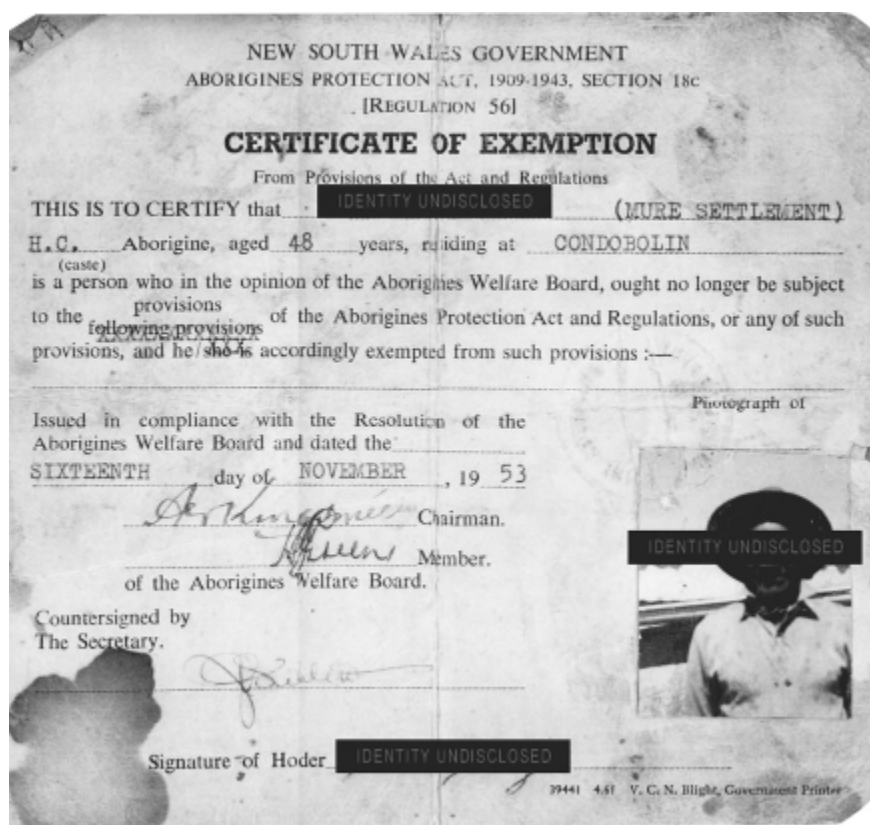 NEW SOUTH WALES GOVERNMENT
ABORIGINES PROTECTION ACT, 1909-1943, SECTION 18c
[REGULATION 56]
CERTIFICATE OF EXEMPTION
From Provisions of the Act and Regulations
THIS IS TO CERTIFY that IDENTITY UNDISCLOSED (MURE SETTLEMENT)
H.C. Aborigine, aged 48 years, residing at CONDOBOLIN
(caste)
is a person who in the opinion of the Aborigines Welfare Board, ought no longer be subject
provisions
to the following provisions of the Aborigines Protection Act and Regulations, or any of such
provisions, and he/she is accordingly exempted from such provisions :—
Photograph of
Issued in compliance with the Resolution of the
Aborigines Welfare Board and dated the
SIXTEENTH day of NOVEMBER, 19 53
Chairman.
Member.
of the Aborigines Welfare Board.
IDENTITY UNDISCLOSED
Countersigned by
The Secretary.
Signature of Hoder IDENTITY UNDISCLOSED
39441 4.61 V. C. N. Blight, Government Printer